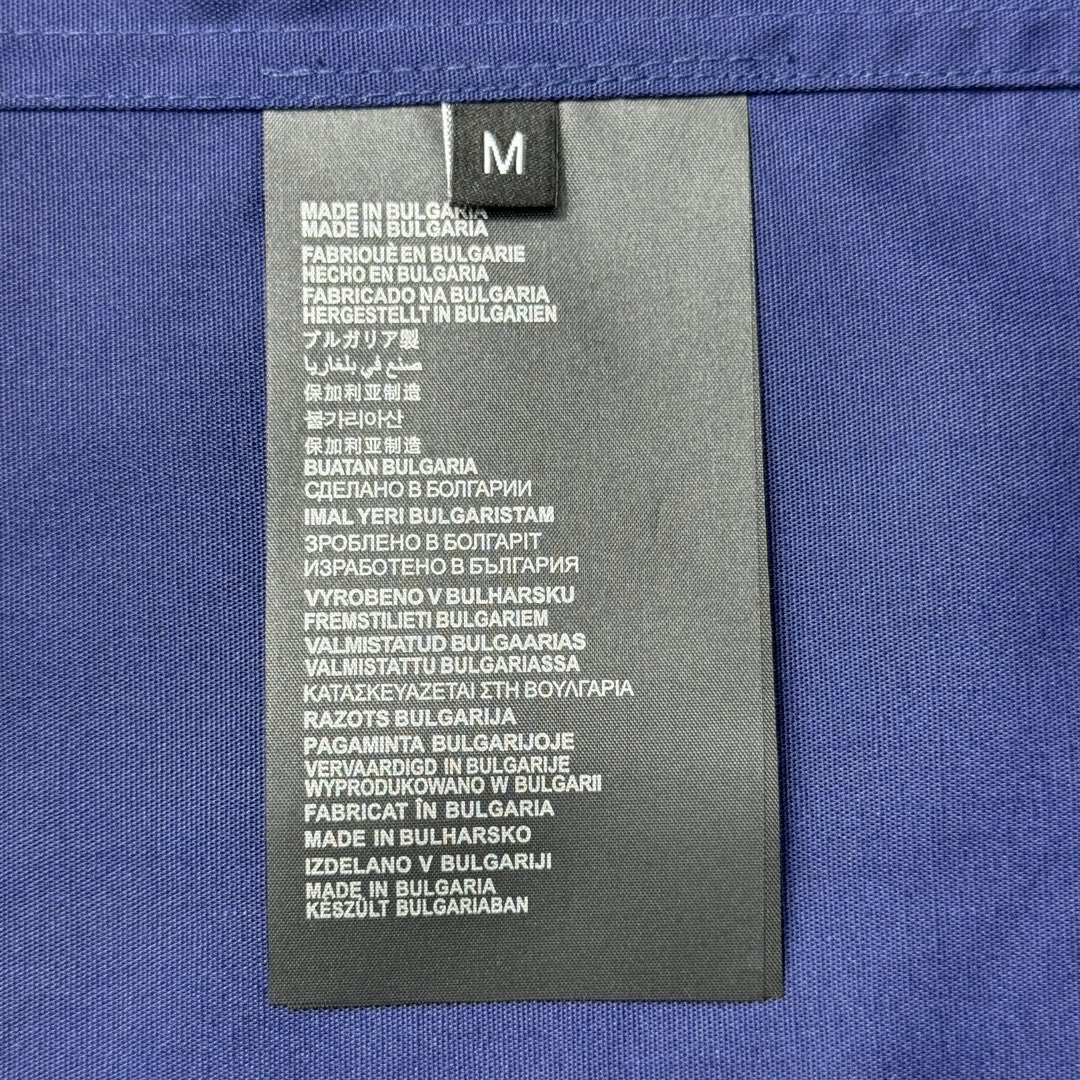 M
MADE IN BULGARIA
MADE IN BULGARIA
FABRIOUÈ EN BULGARIE
HECHO EN BULGARIA
FABRICADO NA BULGARIA
HERGESTELLT IN BULGARIEN
ブルガリア製
صنع في بلغاريا
保加利亚制造
불가리아산
保加利亚制造
BUATAN BULGARIA
СДЕЛАНО В БОЛГАРИИ
IMAL YERI BULGARISTAM
ЗРОБЛЕНО В БОЛГАРІТ
ИЗРАБОТЕНО В БЪЛГАРИЯ
VYROBENO V BULHARSKU
FREMSTILIETI BULGARIEM
VALMISTATUD BULGAARIAS
VALMISTATTU BULGARIASSA
ΚΑΤΑΣΚΕΥΑΖΕΤΑΙ ΣΤΗ ΒΟΥΛΓΑΡΙΑ
RAZOTS BULGARIJA
PAGAMINTA BULGARIJOJE
VERVAARDIGD IN BULGARIJE
WYPRODUKOWANO W BULGARII
FABRICAT ÎN BULGARIA
MADE IN BULHARSKO
IZDELANO V BULGARIJI
MADE IN BULGARIA
KÉSZÜLT BULGARIABAN